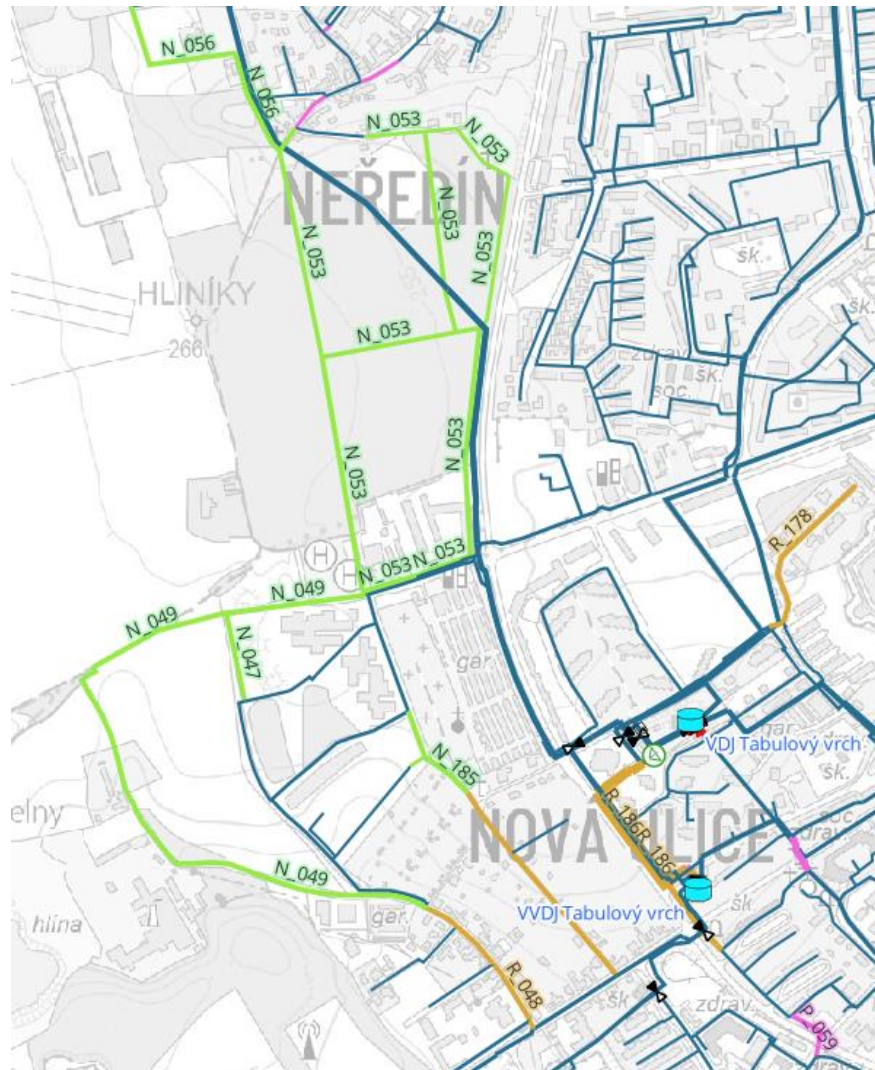 N_056
N_056
N_053
N_053
NEŘEDÍN
N_053
N_053
N_053
šk.
HLINÍKY
266
N_053
zdrav.
šk.
soc.
šk.
N_053
N_053
R_178
H
H
N_053
N_053
N_049
N_049
N_047
gar.
VDJ Tabulový vrch
gar.
šk.
N_185
elny
R_186
R_186
NOVÁ ULICE
soc
zdrav.
N_049
VVDJ Tabulový vrch
šk
hlína
gar.
R_048
šk
zdrav.
P_059